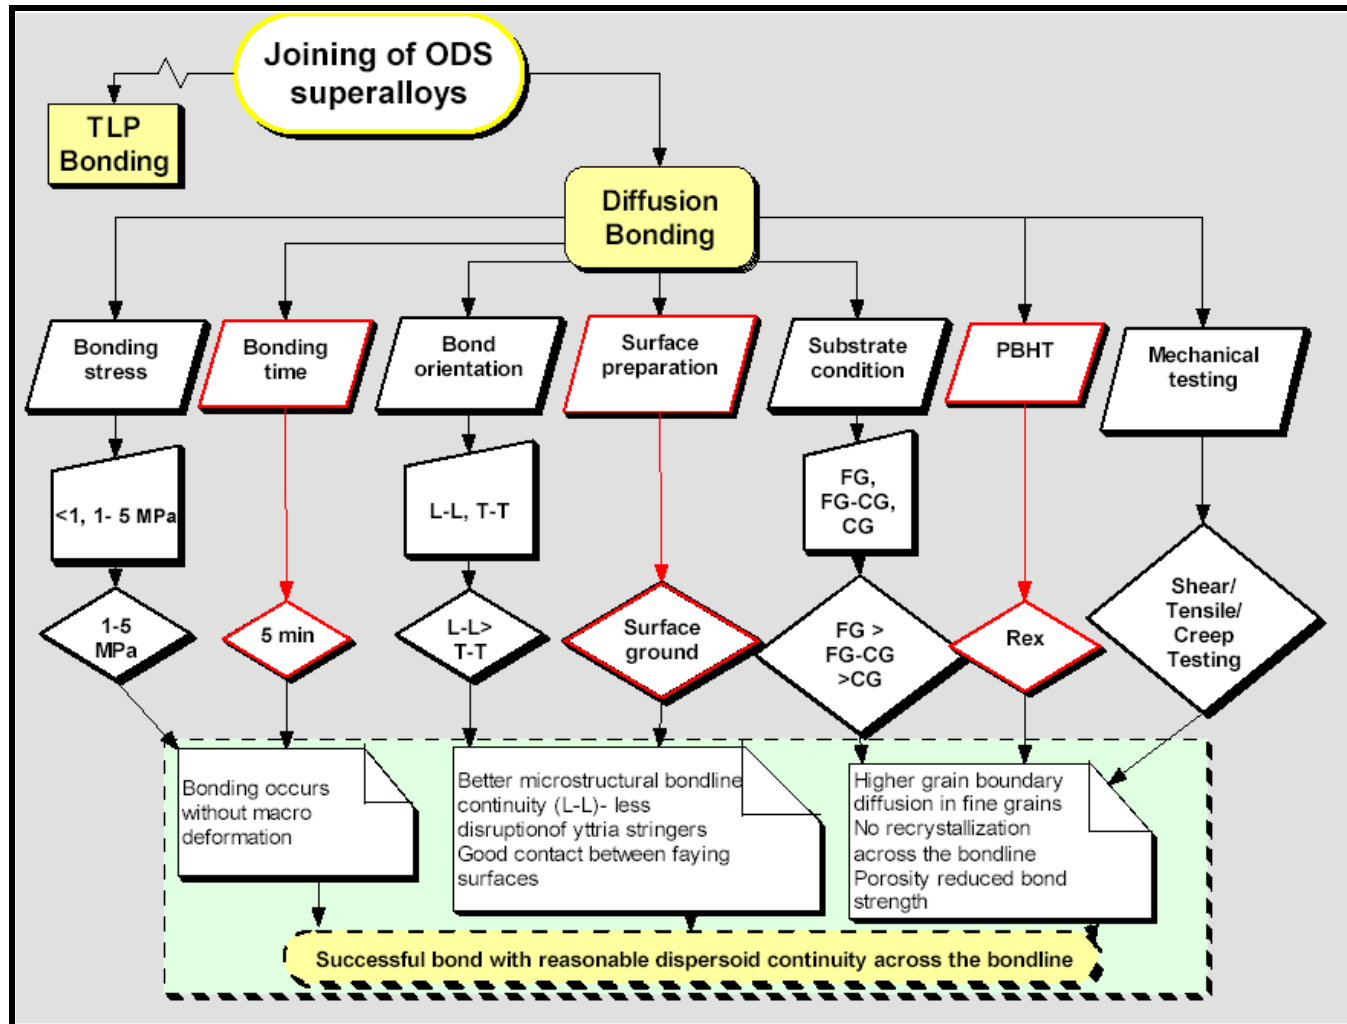 Joining of ODS
superalloys
TLP
Bonding
Diffusion
Bonding
Bonding
stress
Bonding
time
Bond
orientation
Surface
preparation
Substrate
condition
PBHT
Mechanical
testing
<1, 1- 5 MPa
L-L, T-T
FG,
FG-CG,
CG
1-5
MPa
5 min
L-L>
T-T
Surface
ground
FG >
FG-CG
>CG
Rex
Shear/
Tensile/
Creep
Testing
Bonding occurs
without macro
deformation
Better microstructural bondline
continuity (L-L)- less
disruptionof yttria stringers
Good contact between faying
surfaces
Higher grain boundary
diffusion in fine grains
No recrystallization
across the bondline
Porosity reduced bond
strength
Successful bond with reasonable dispersoid continuity across the bondline